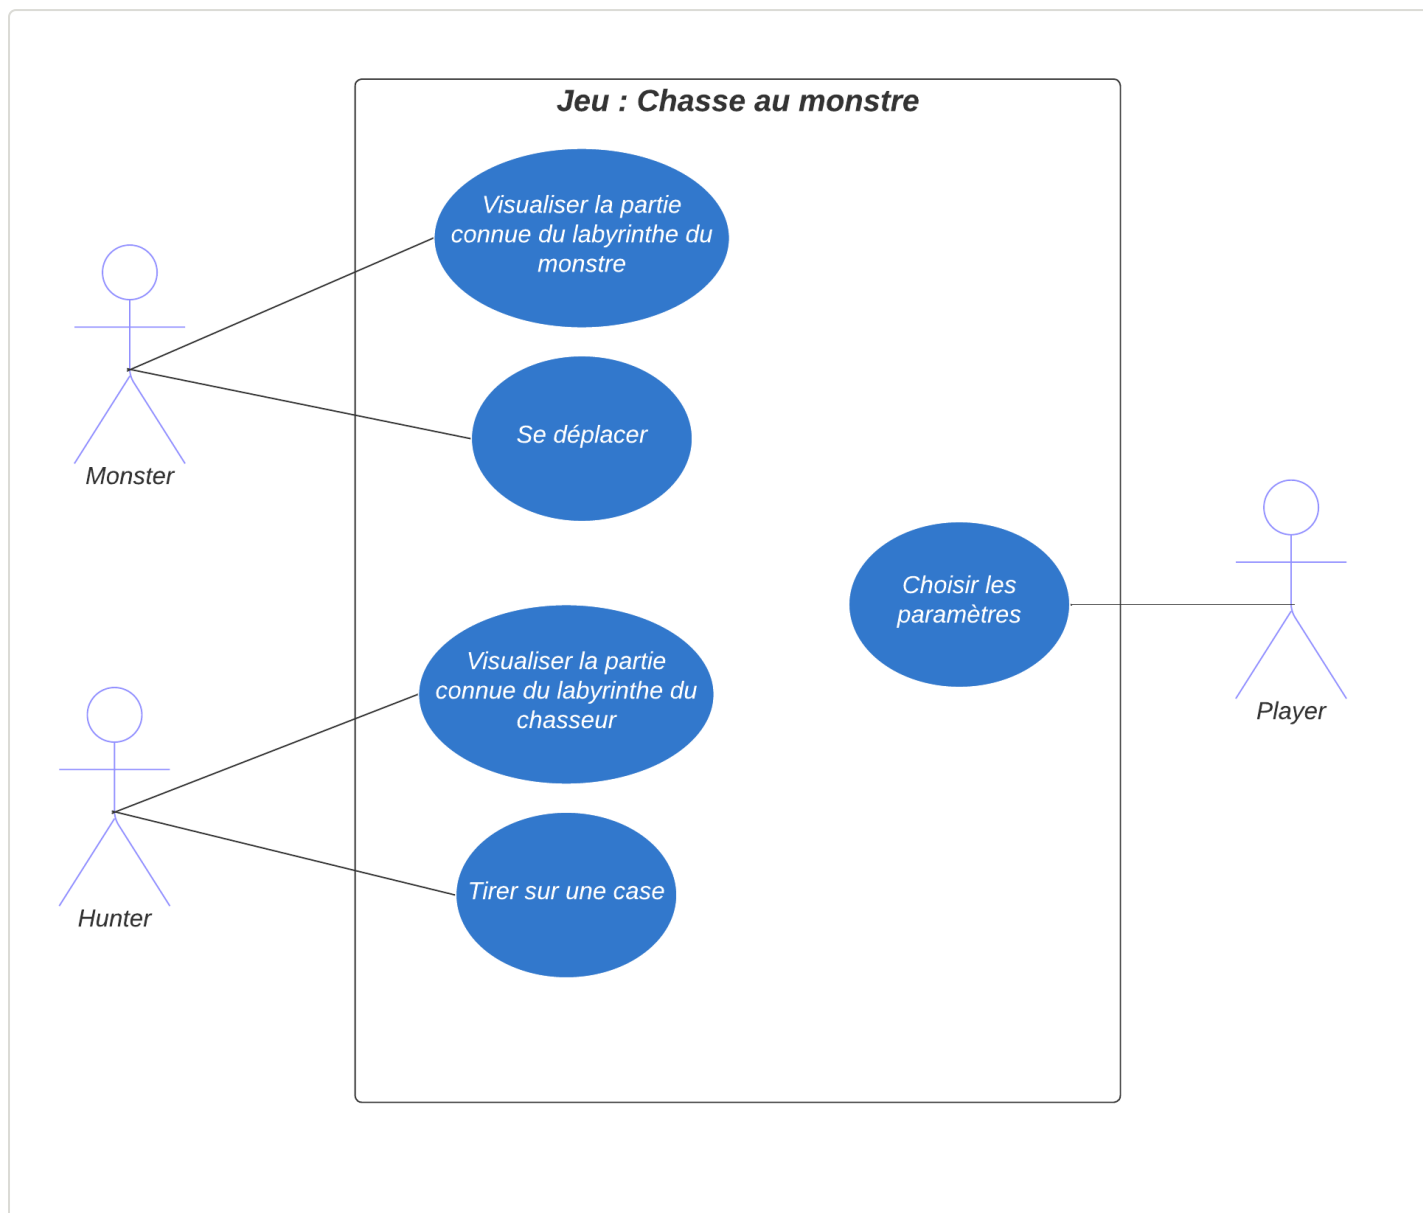 Jeu : Chasse au monstre
Visualiser la partie
connue du labyrinthe du
monstre
Se déplacer
Monster
Choisir les
paramètres
Player
Visualiser la partie
connue du labyrinthe du
chasseur
Tirer sur une case
Hunter